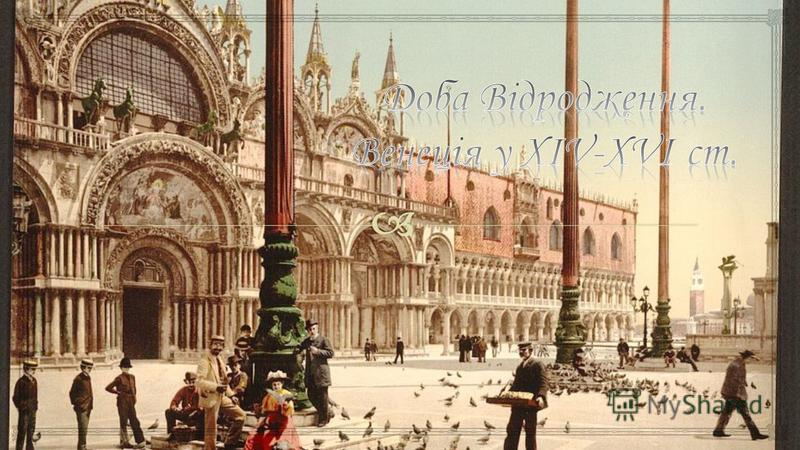 Доба Відродження.
Венеція у XIV-XVI ст.
MyShared